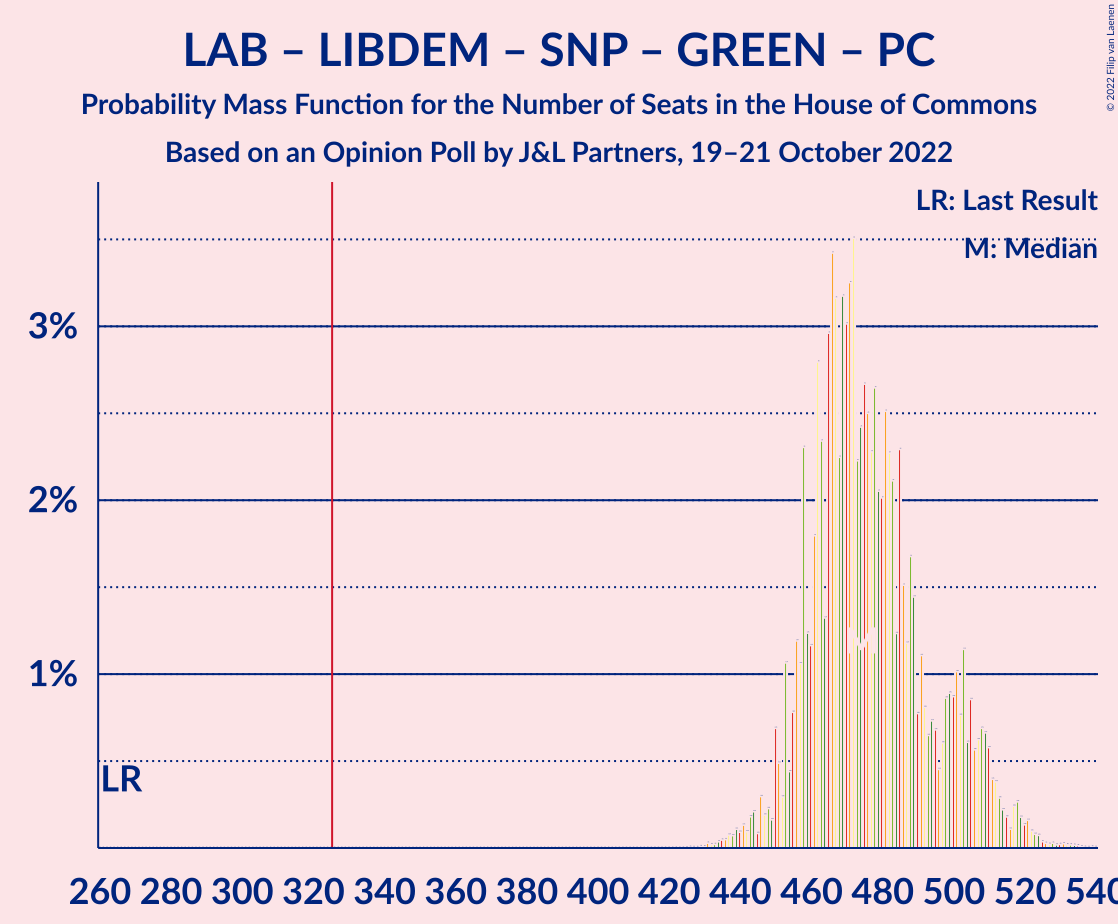 LAB – LIBDEM – SNP – GREEN – PC
Probability Mass Function for the Number of Seats in the House of Commons
Based on an Opinion Poll by J&L Partners, 19–21 October 2022
© 2022 Filip van Laenen
LR: Last Result
M: Median
3%
2%
1%
LR
M
260 280 300 320 340 360 380 400 420 440 460 480 500 520 540